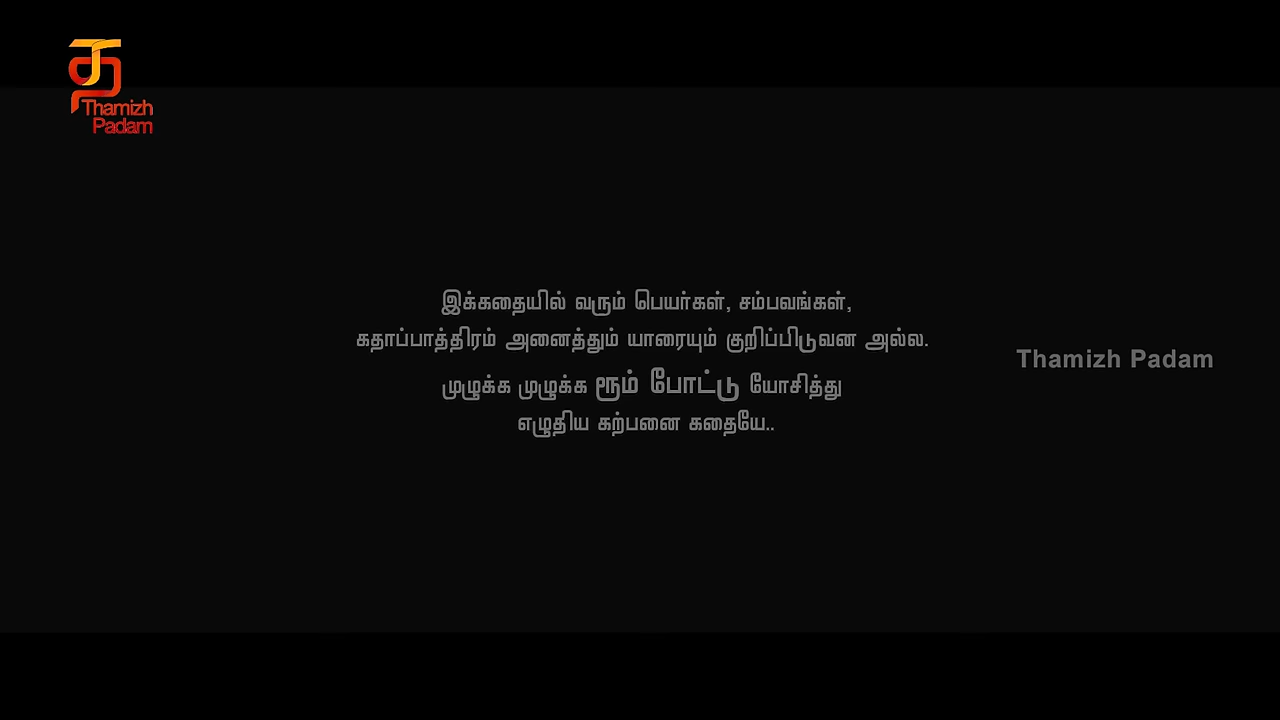 த
Thamizh
Padam
இக்கதையில் வரும் பெயர்கள், சம்பவங்கள்,
கதாப்பாத்திரம் அனைத்தும் யாரையும் குறிப்பிடுவன அல்ல.
Thamizh Padam
முழுக்க முழுக்க ரூம் போட்டு யோசித்து
எழுதிய கற்பனை கதையே..